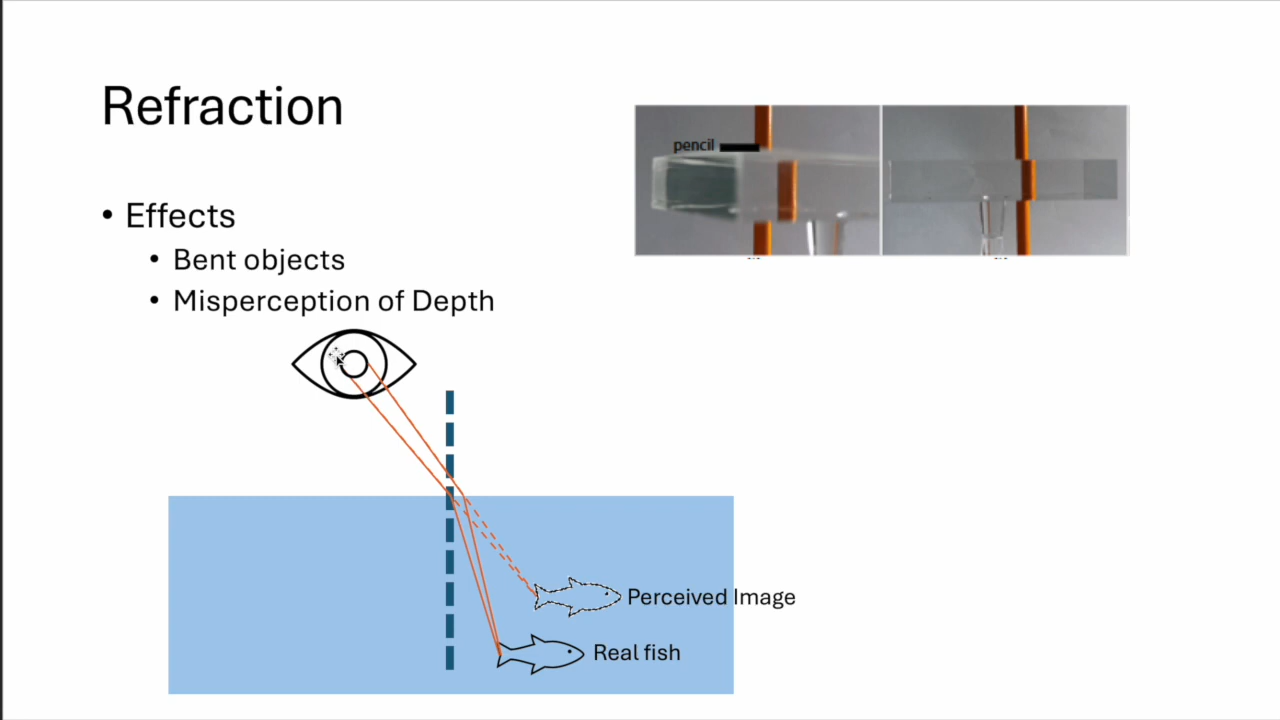 Refraction
pencil
• Effects
• Bent objects
• Misperception of Depth
Perceived Image
Real fish